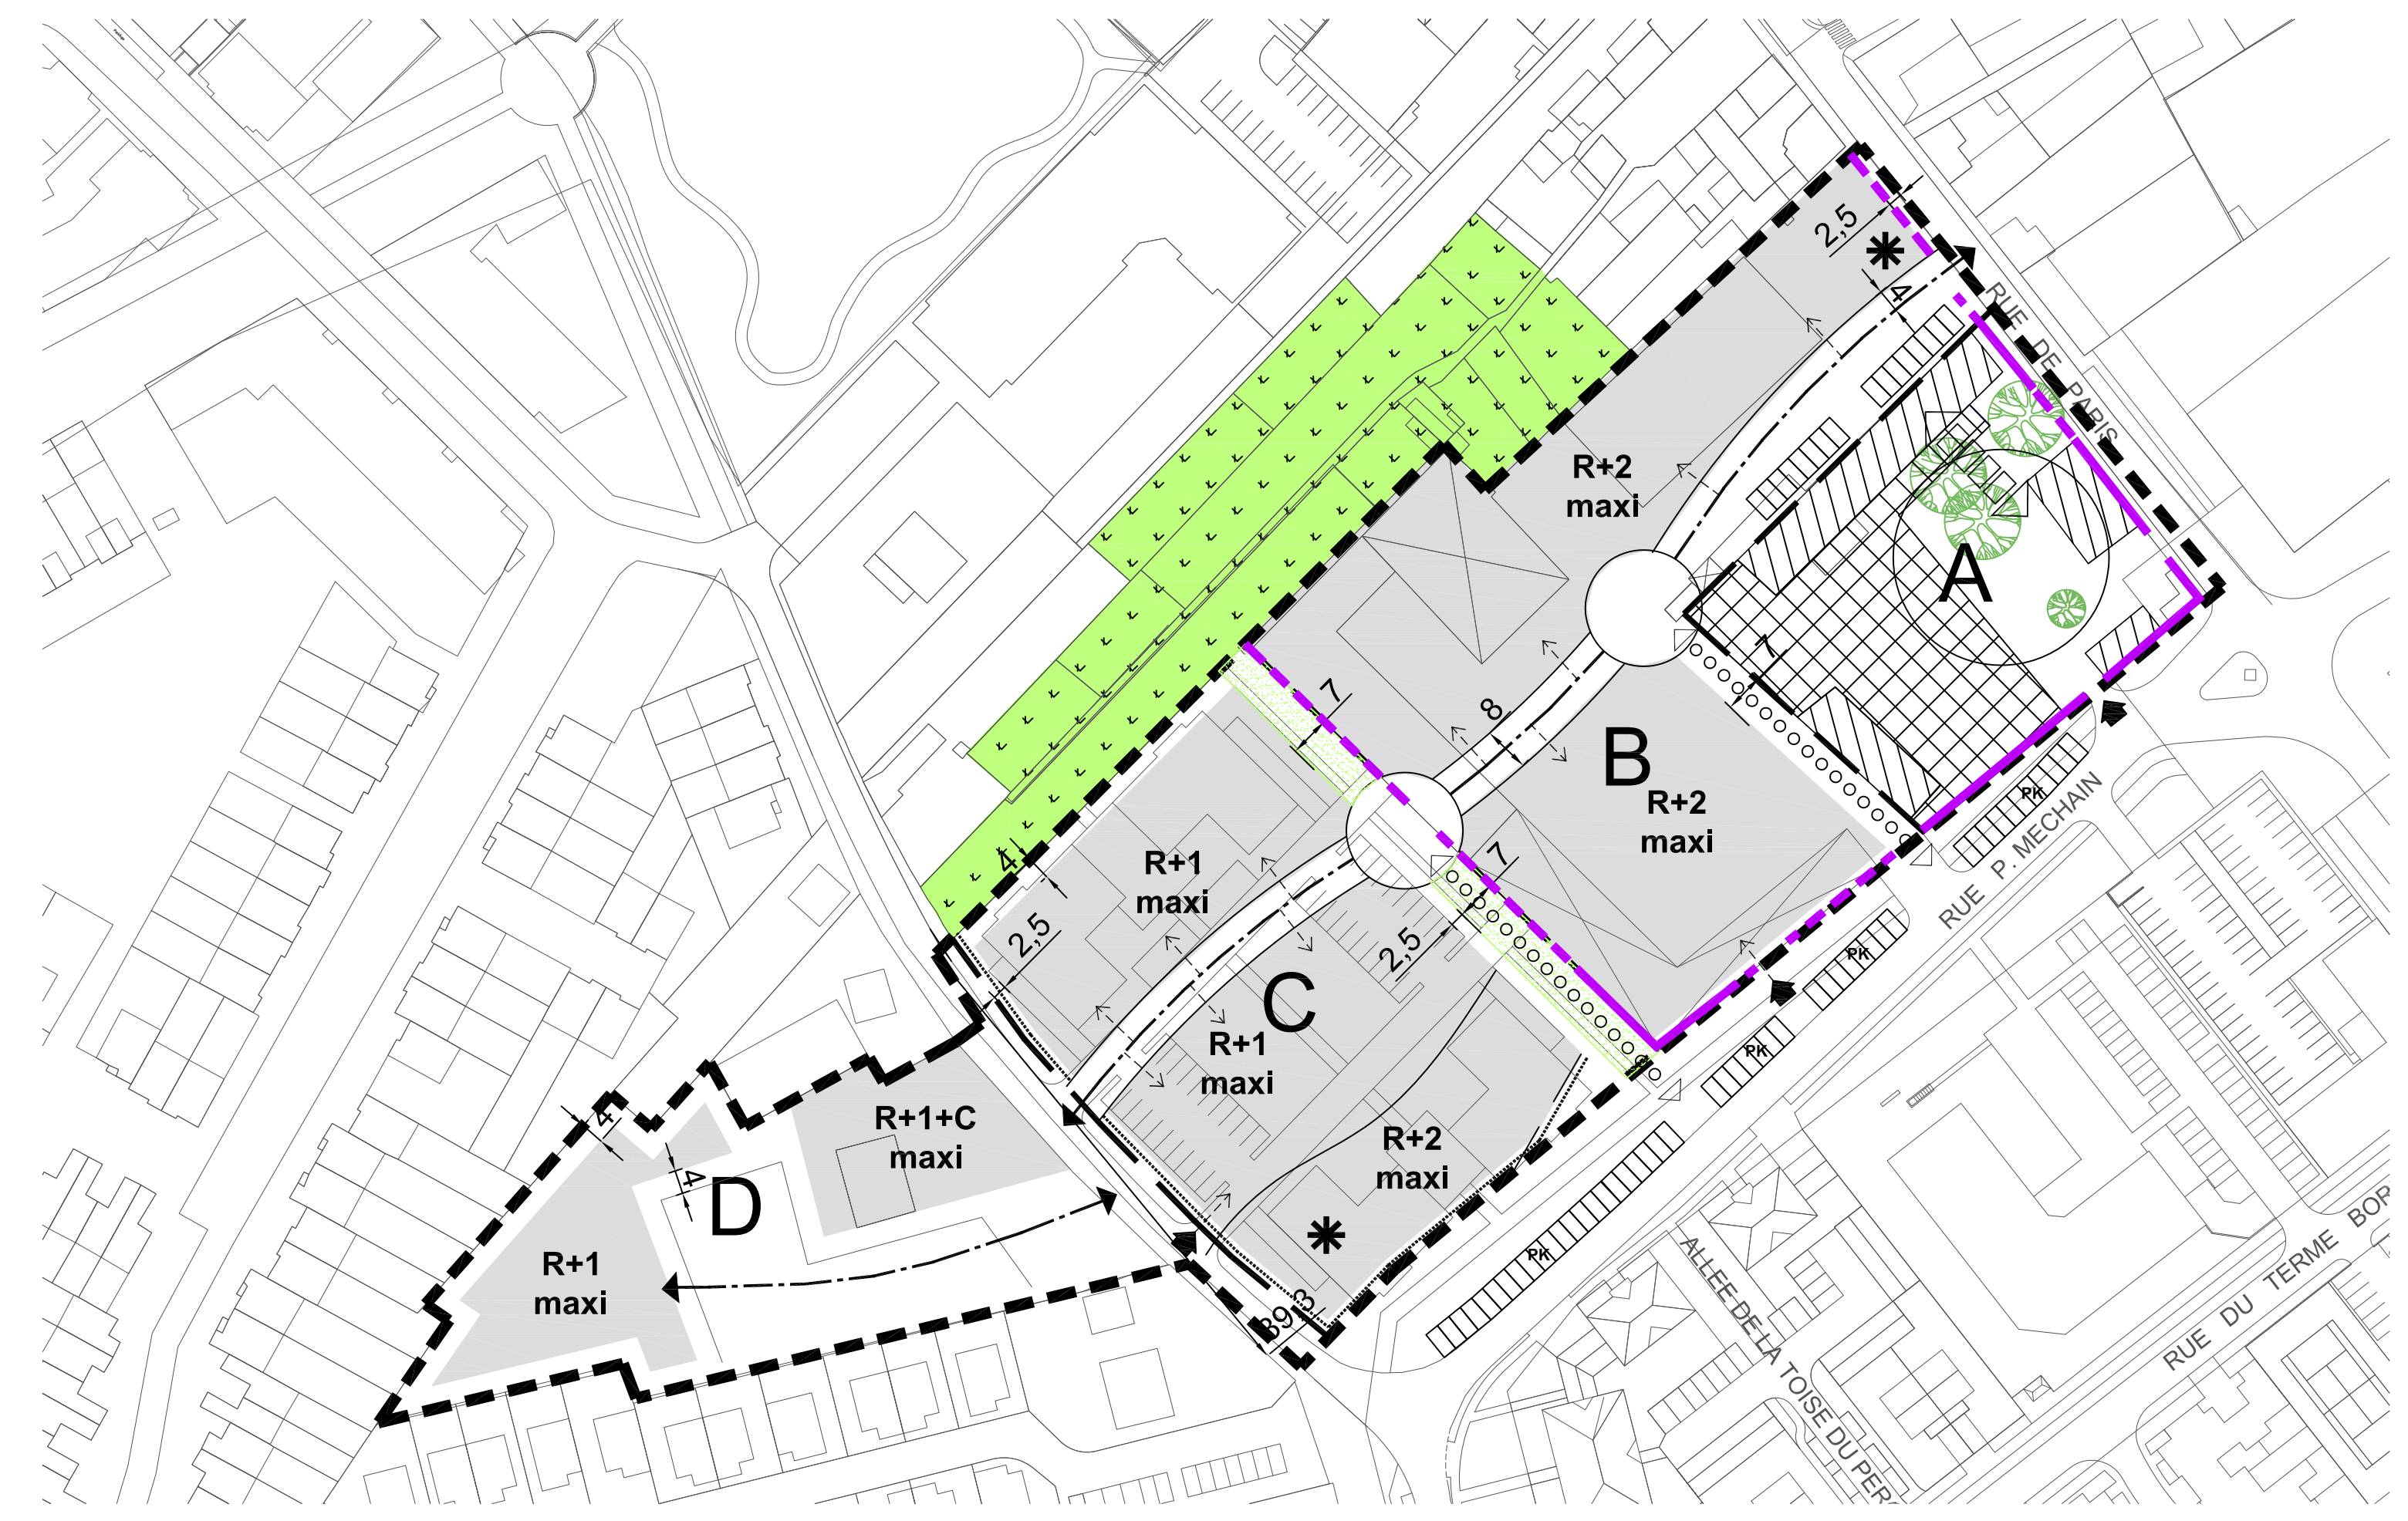 2,5
4
RUE DE PARIS
R+2
maxi
A
7
7
8
B
R+2
maxi
PK
RUE P. MECHAIN
4
R+1
maxi
7
2,5
2,5
PK
C
R+1
maxi
PK
4
R+1+C
maxi
R+2
maxi
4
D
R+1
maxi
PK
39,3
ALLEE DE LA TOISE DU PERO
RUE DU TERME BOR